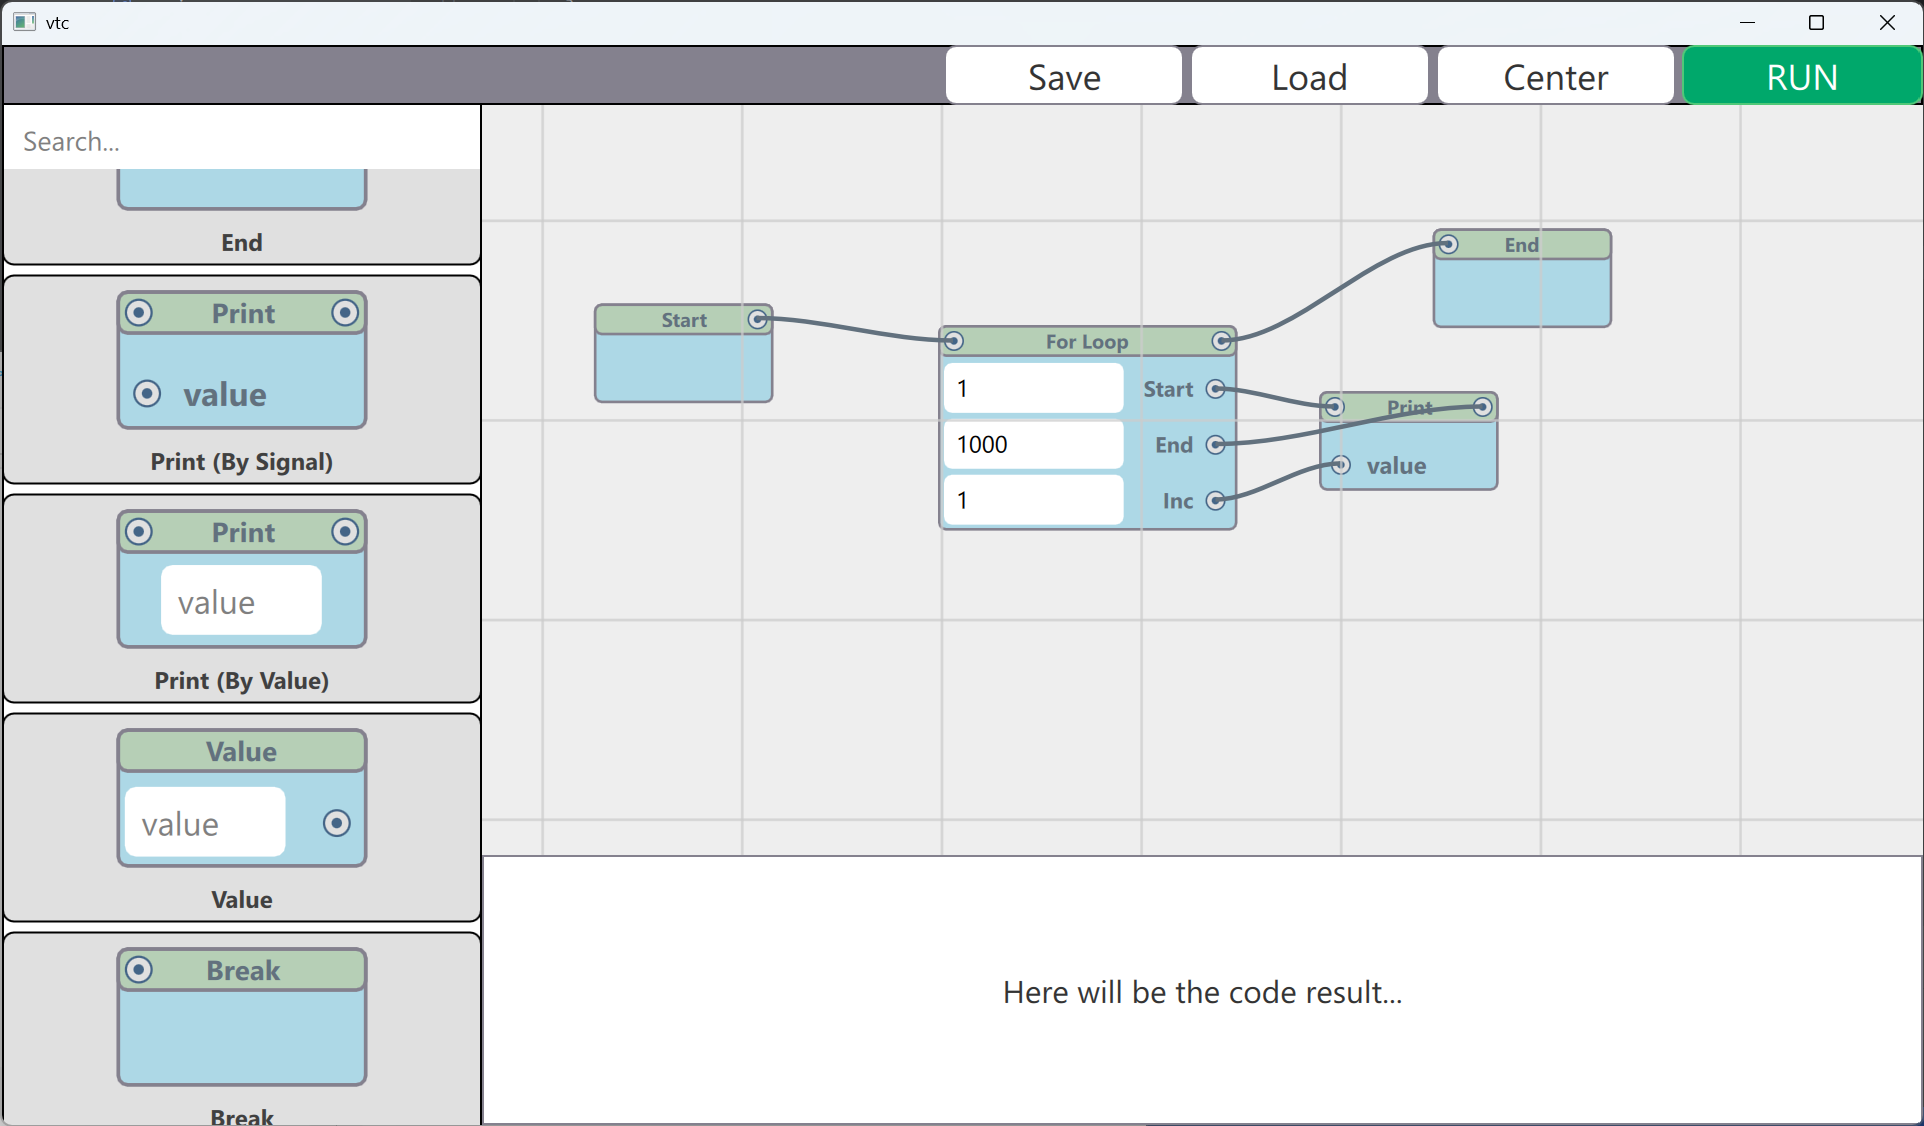 vtc
Save
Load
Center
RUN
Search...
End
Print
value
Print (By Signal)
Print
value
Print (By Value)
Value
value
Value
Break
Break
Start
For Loop
1
Start
1000
End
1
Inc
End
Print
value
Here will be the code result...